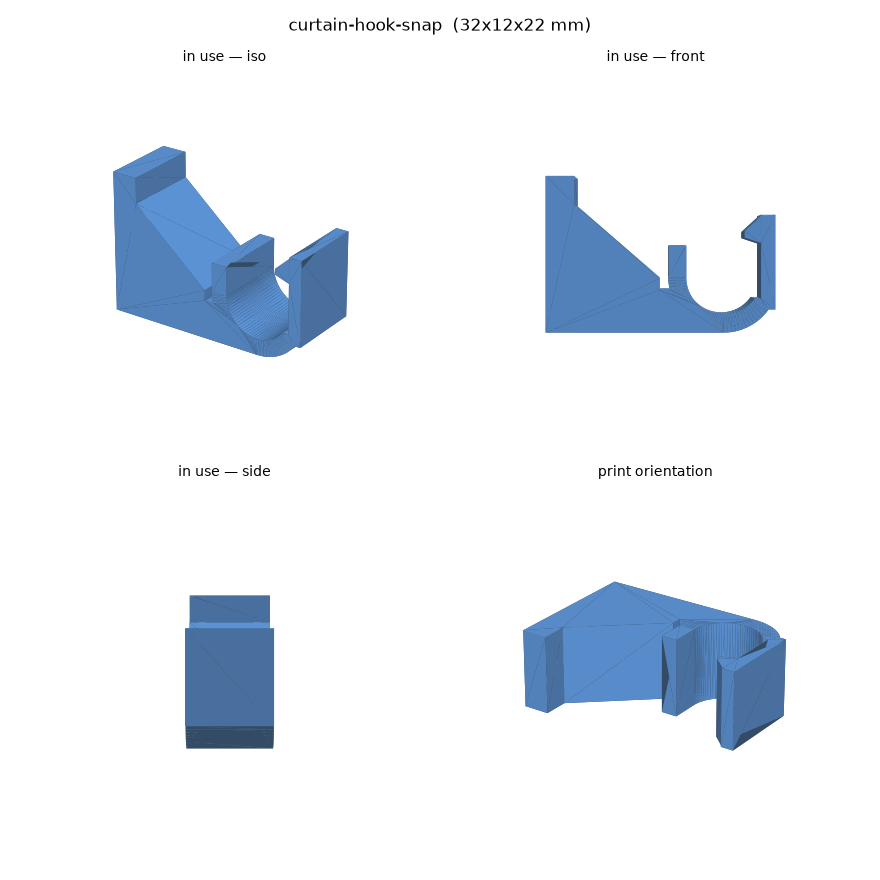 curtain-hook-snap  (32x12x22 mm)
in use — iso
in use — front
in use — side
print orientation